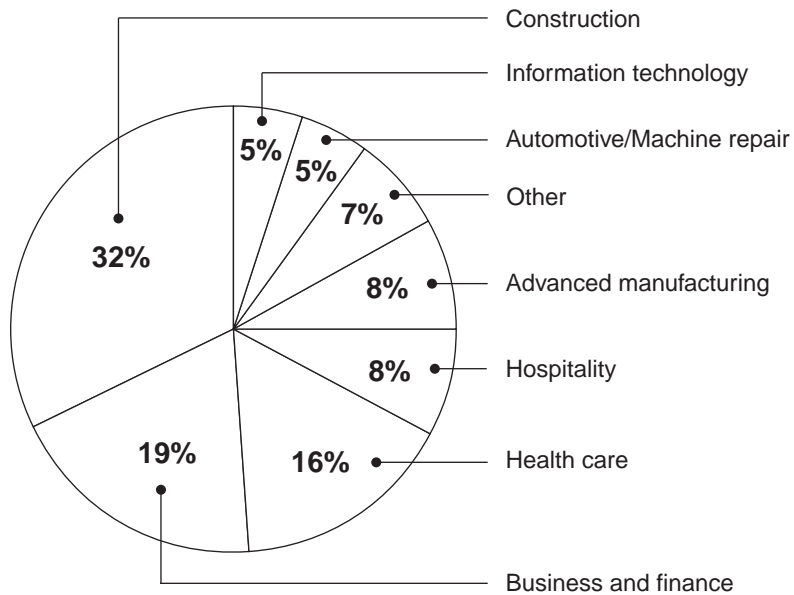 Construction
Information technology
5%
Automotive/Machine repair
5%
Other
7%
32%
Advanced manufacturing
8%
Hospitality
8%
19%
16%
Health care
Business and finance